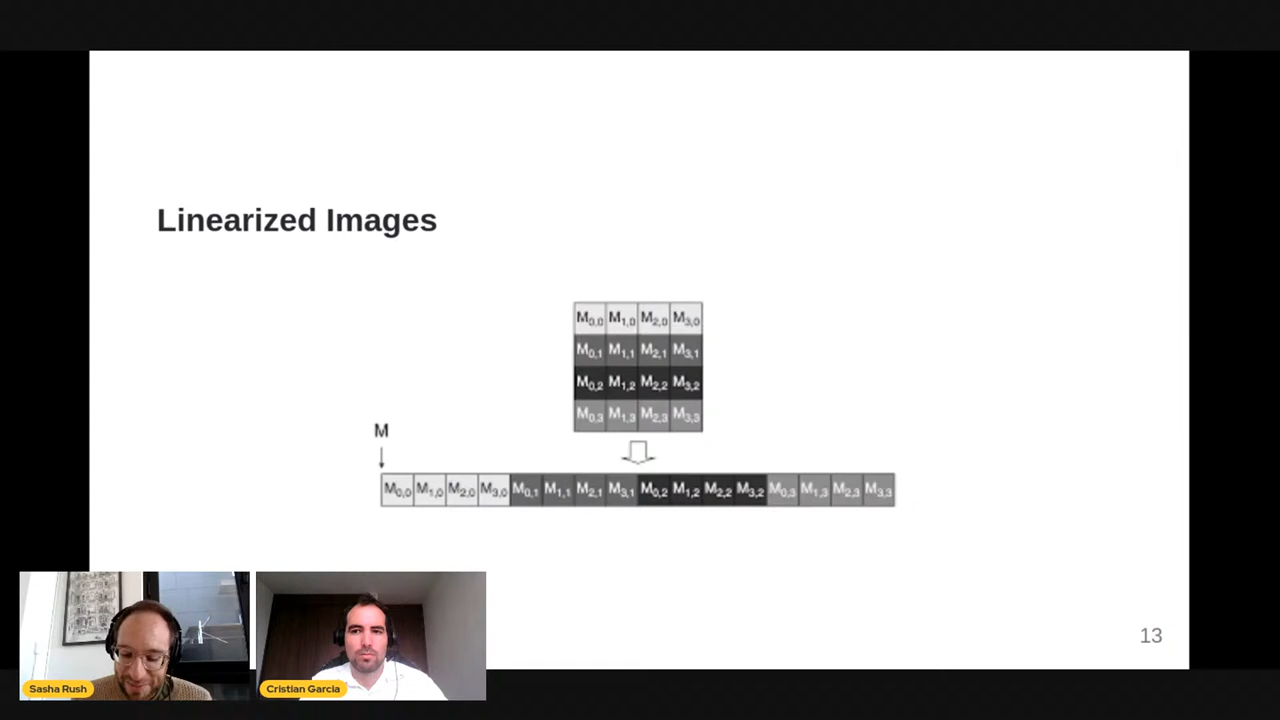 Linearized Images
M0,0 M1,0 M2,0 M3,0
M0,1 M1,1 M2,1 M3,1
M0,2 M1,2 M2,2 M3,2
M0,3 M1,3 M2,3 M3,3
M
M0,0 M1,0 M2,0 M3,0 M0,1 M1,1 M2,1 M3,1 M0,2 M1,2 M2,2 M3,2 M0,3 M1,3 M2,3 M3,3
13
Sasha Rush
Cristian Garcia